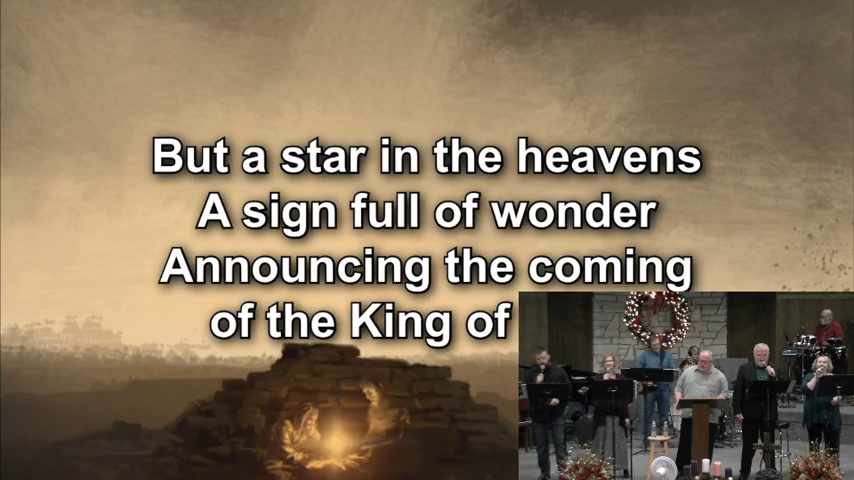 But a star in the heavens
A sign full of wonder
Announcing the coming
of the King of